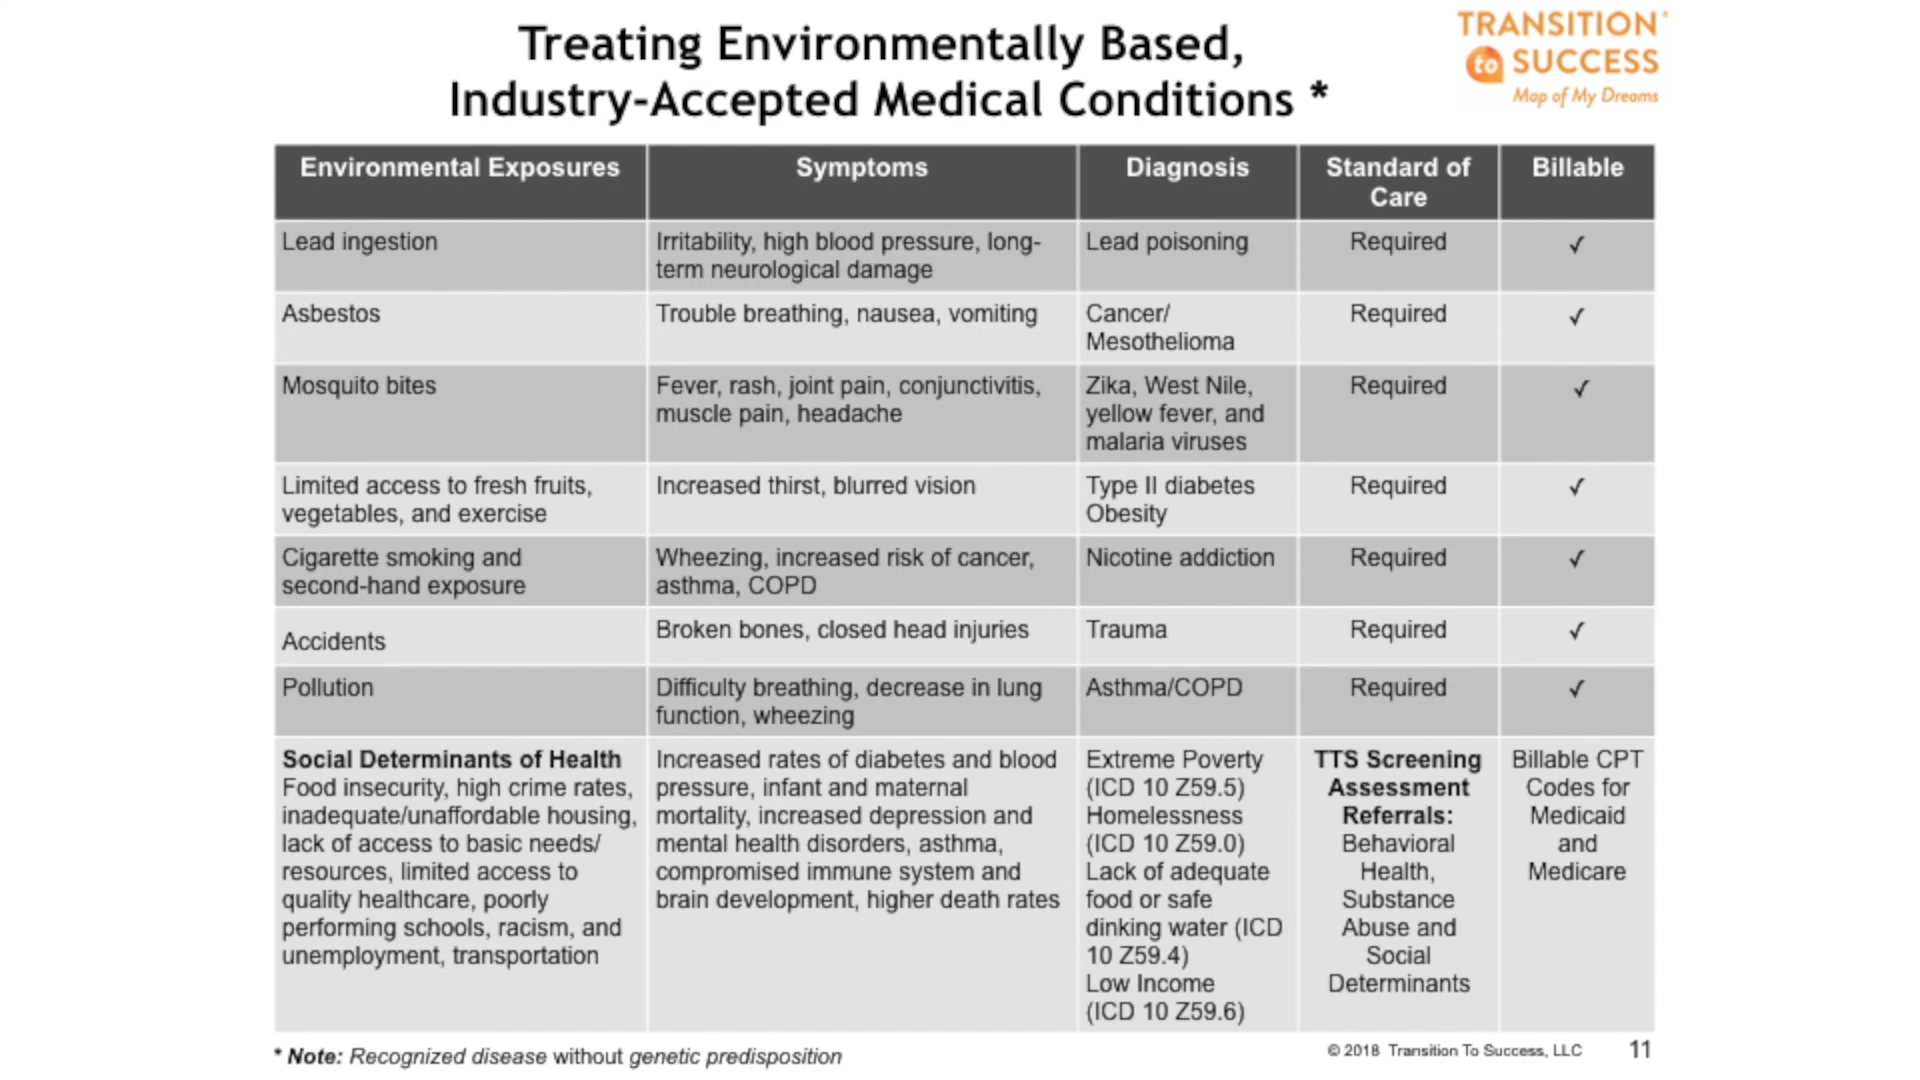 Treating Environmentally Based,
Industry-Accepted Medical Conditions *
TRANSITION
to SUCCESS
Map of My Dreams
Environmental Exposures
Symptoms
Diagnosis
Standard of
Care
Billable
Lead ingestion
Irritability, high blood pressure, long-
term neurological damage
Lead poisoning
Required
✓
Asbestos
Trouble breathing, nausea, vomiting
Cancer/
Mesothelioma
Required
✓
Mosquito bites
Fever, rash, joint pain, conjunctivitis,
muscle pain, headache
Zika, West Nile,
yellow fever, and
malaria viruses
Required
✓
Limited access to fresh fruits,
vegetables, and exercise
Increased thirst, blurred vision
Type II diabetes
Obesity
Required
✓
Cigarette smoking and
second-hand exposure
Wheezing, increased risk of cancer,
asthma, COPD
Nicotine addiction
Required
✓
Accidents
Broken bones, closed head injuries
Trauma
Required
✓
Pollution
Difficulty breathing, decrease in lung
function, wheezing
Asthma/COPD
Required
✓
Social Determinants of Health
Food insecurity, high crime rates,
inadequate/unaffordable housing,
lack of access to basic needs/
resources, limited access to
quality healthcare, poorly
performing schools, racism, and
unemployment, transportation
Increased rates of diabetes and blood
pressure, infant and maternal
mortality, increased depression and
mental health disorders, asthma,
compromised immune system and
brain development, higher death rates
Extreme Poverty
(ICD 10 Z59.5)
Homelessness
(ICD 10 Z59.0)
Lack of adequate
food or safe
dinking water (ICD
10 Z59.4)
Low Income
(ICD 10 Z59.6)
TTS Screening
Assessment
Referrals:
Behavioral
Health,
Substance
Abuse and
Social
Determinants
Billable CPT
Codes for
Medicaid
and
Medicare
* Note: Recognized disease without genetic predisposition
© 2018 Transition To Success, LLC
11